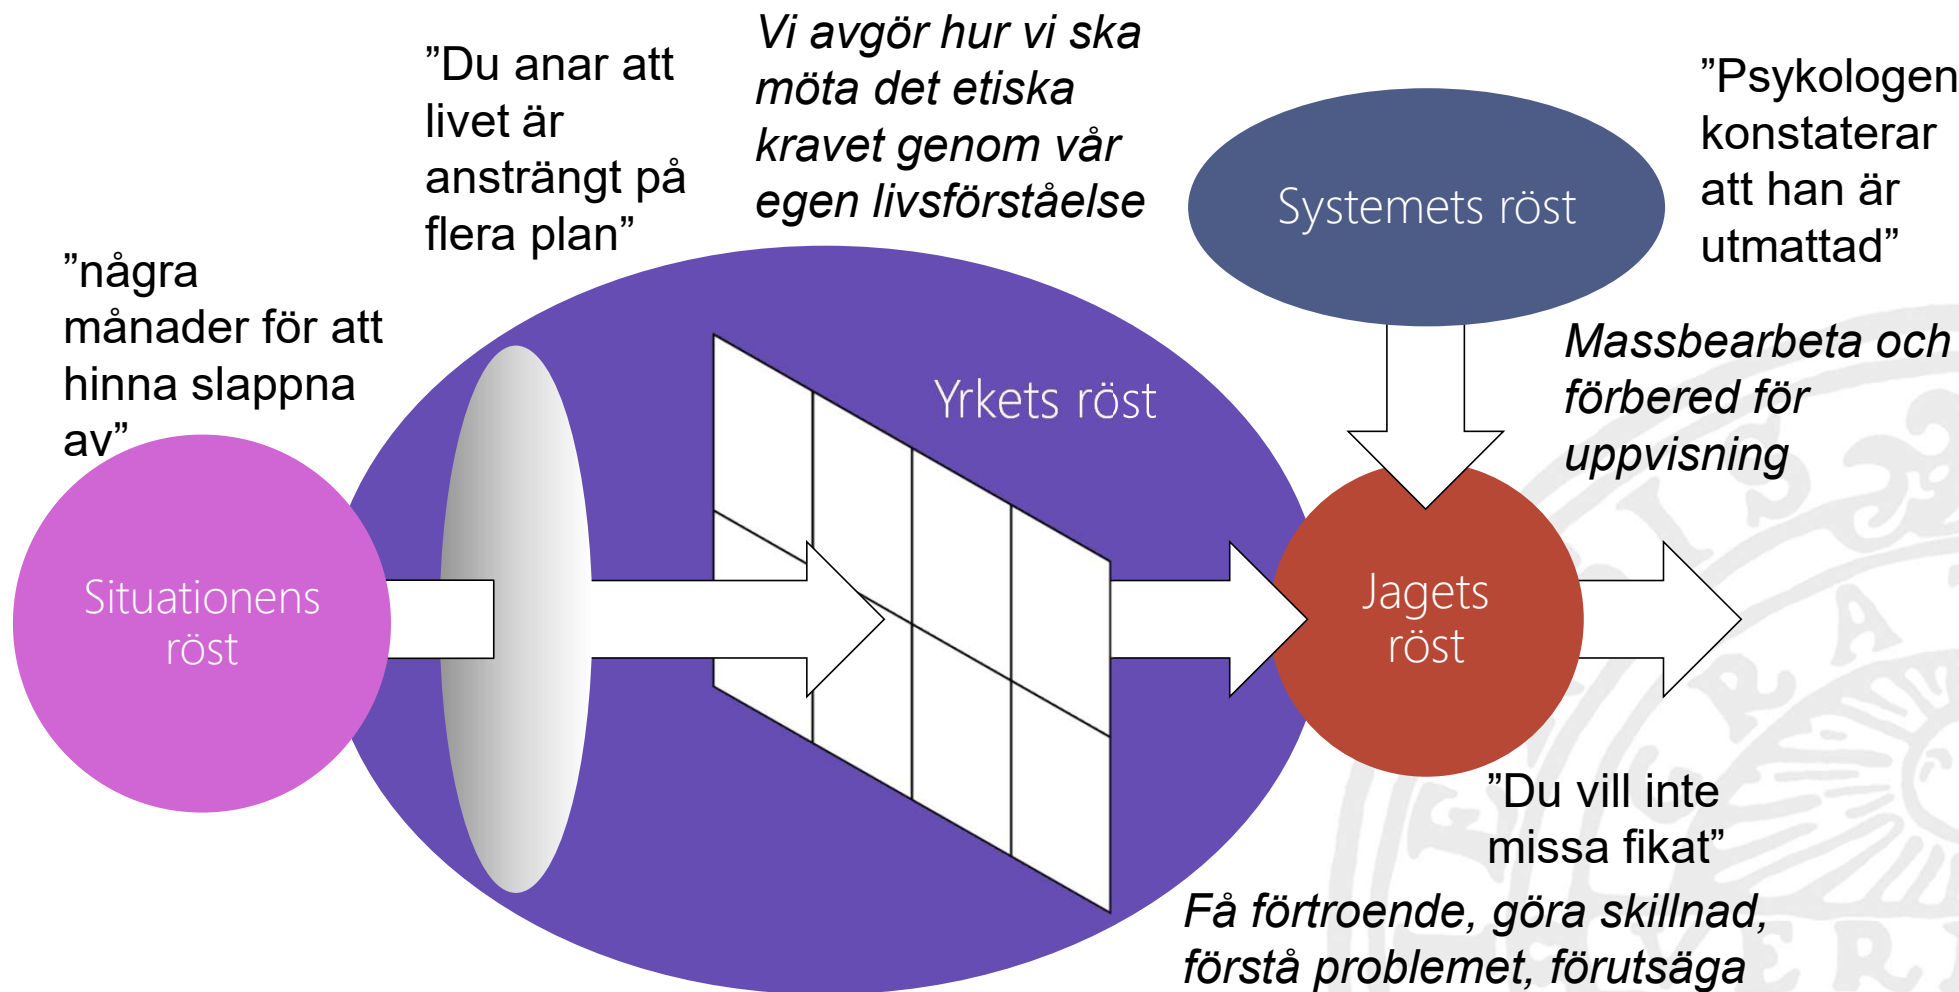 ”några
månader för att
hinna slappna
av”
”Du anar att
livet är
ansträngt på
flera plan”
Vi avgör hur vi ska
möta det etiska
kravet genom vår
egen livsförståelse
Systemets röst
”Psykologen
konstaterar
att han är
utmattad”
Massbearbeta och
förbered för
uppvisning
Yrkets röst
Situationens
röst
Jagets
röst
”Du vill inte
missa fikat”
Få förtroende, göra skillnad,
förstå problemet, förutsäga